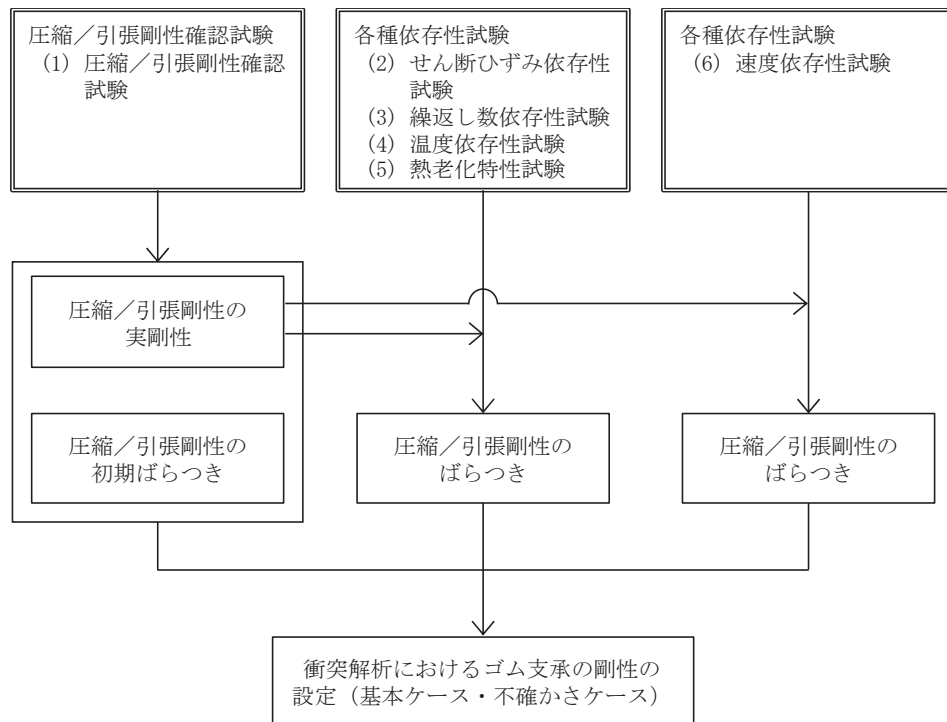 圧縮／引張剛性確認試験
(1) 圧縮／引張剛性確認
試験
各種依存性試験
(2) せん断ひずみ依存性
試験
(3) 繰返し数依存性試験
(4) 温度依存性試験
(5) 熱老化特性試験
各種依存性試験
(6) 速度依存性試験
圧縮／引張剛性の
実剛性
圧縮／引張剛性の
初期ばらつき
圧縮／引張剛性の
ばらつき
圧縮／引張剛性の
ばらつき
衝突解析におけるゴム支承の剛性の
設定（基本ケース・不確かさケース）